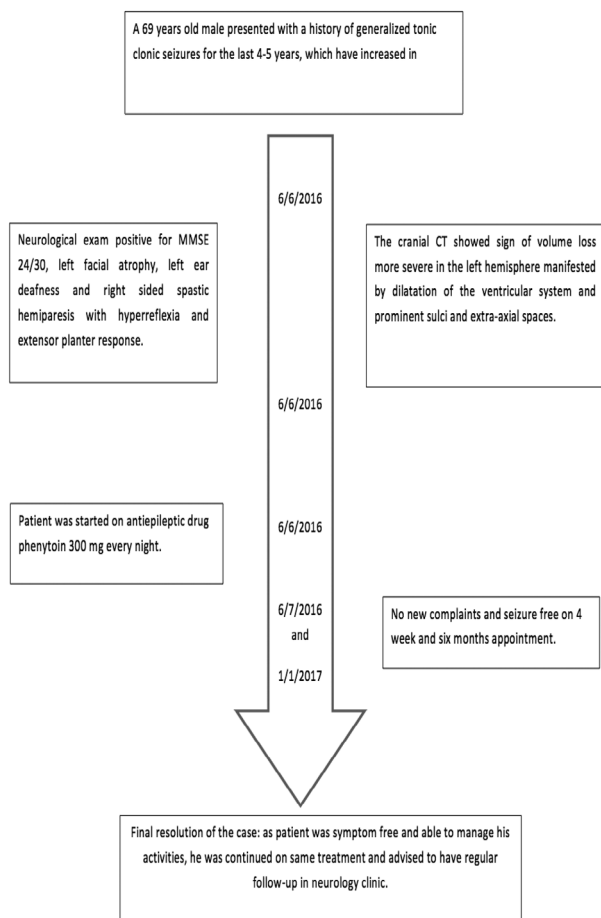 A 69 years old male presented with a history of generalized tonic
clonic seizures for the last 4-5 years, which have increased in
6/6/2016
Neurological exam positive for MMSE
24/30, left facial atrophy, left ear
deafness and right sided spastic
hemiparesis with hyperreflexia and
extensor planter response.
The cranial CT showed sign of volume loss
more severe in the left hemisphere manifested
by dilatation of the ventricular system and
prominent sulci and extra-axial spaces.
6/6/2016
Patient was started on antiepileptic drug
phenytoin 300 mg every night.
6/6/2016
6/7/2016
and
1/1/2017
No new complaints and seizure free on 4
week and six months appointment.
Final resolution of the case: as patient was symptom free and able to manage his
activities, he was continued on same treatment and advised to have regular
follow-up in neurology clinic.